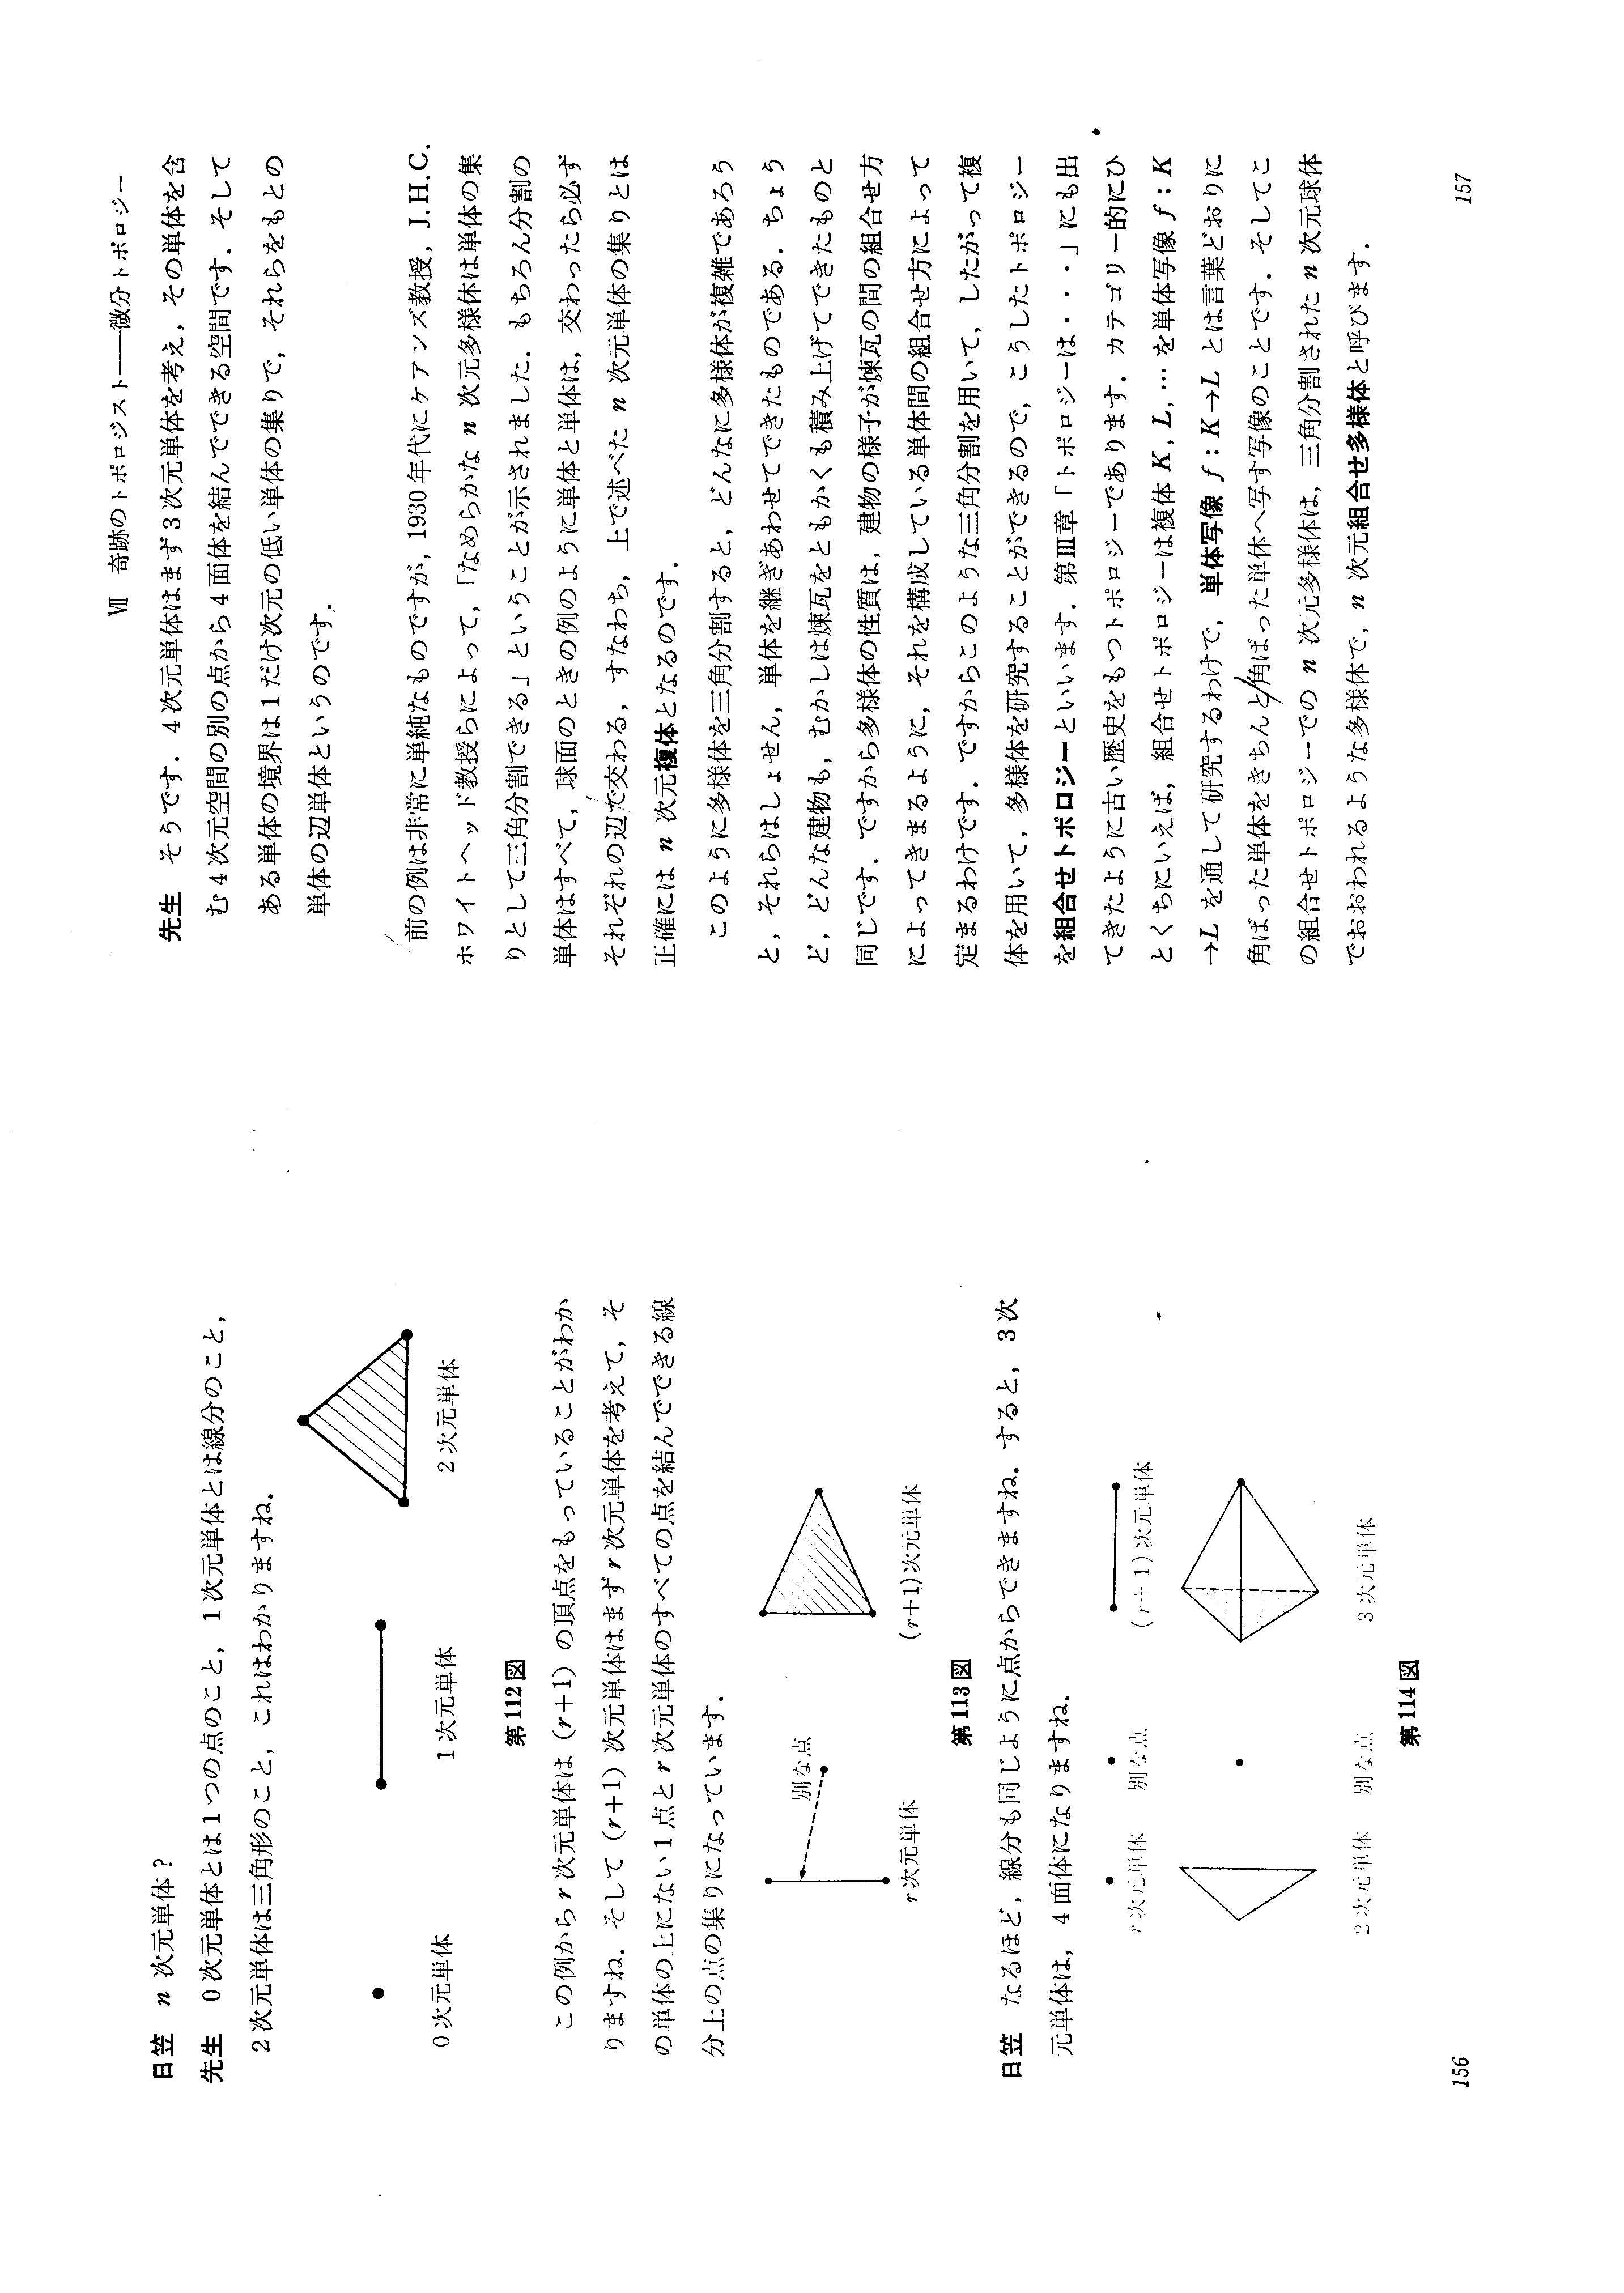 日笠 n 次元単体?
先生 0次元単体とは1つの点のこと,1次元単体とは線分のこと,
2次元単体は三角形のこと,これはわかりますね.
0次元単体 1次元単体 2次元単体
第112図
この例から r 次元単体は (r+1) の頂点をもっていることがわか
りますね.そして (r+1) 次元単体はまず r 次元単体を考えて,そ
の単体の上にない1点と r 次元単体のすべての点を結んでできる線
分上の点の集りになっています.
別な点
r 次元単体 (r+1)次元単体
第113図
日笠 なるほど,線分も同じように点からできますね.すると,3次
元単体は,4面体になりますね.
r 次元単体 別な点 (r+1)次元単体
2次元単体 別な点 3次元単体
第114図
156
Ⅶ 奇跡のトポロジスト——微分トポロジー
先生 そうです.4次元単体はまず3次元単体を考え,その単体を含
む4次元空間の別の点から4面体を結んでできる空間です.そして
ある単体の境界は1だけ次元の低い単体の集りで,それらをもとの
単体の辺単体というのです.
前の例は非常に単純なものですが,1930年代にケアンズ教授,J.H.C.
ホワイトヘッド教授らによって,「なめらかな n 次元多様体は単体の集
りとして三角分割できる」ということが示されました.もちろん分割の
単体はすべて,球面のときの例のように単体と単体は,交わったら必ず
それぞれの辺で交わる,すなわち,上で述べた n 次元単体の集りとは
正確には n 次元複体となるのです.
このように多様体を三角分割すると,どんなに多様体が複雑であろう
と,それらはしょせん,単体を継ぎあわせてできたものである.ちょう
ど,どんな建物も,むかしは煉瓦をともかくも積み上げてできたものと
同じです.ですから多様体の性質は,建物の様子が煉瓦の間の組合せ方
によってきまるように,それを構成している単体間の組合せ方によって
定まるわけです.ですからこのような三角分割を用いて,したがって複
体を用いて,多様体を研究することができるので,こうしたトポロジー
を組合せトポロジーといいます.第Ⅲ章「トポロジーは・・・」にも出
てきたように古い歴史をもつトポロジーであります.カテゴリー的にひ
とくちにいえば,組合せトポロジーは複体 K, L, … を単体写像 f : K
→L を通して研究するわけで,単体写像 f : K→L とは言葉どおりに
角ばった単体をきちんと角ばった単体へ写す写像のことです.そしてこ
の組合せトポロジーでの n 次元多様体は,三角分割された n 次元球体
でおおわれるような多様体で,n 次元組合せ多様体と呼びます.
157